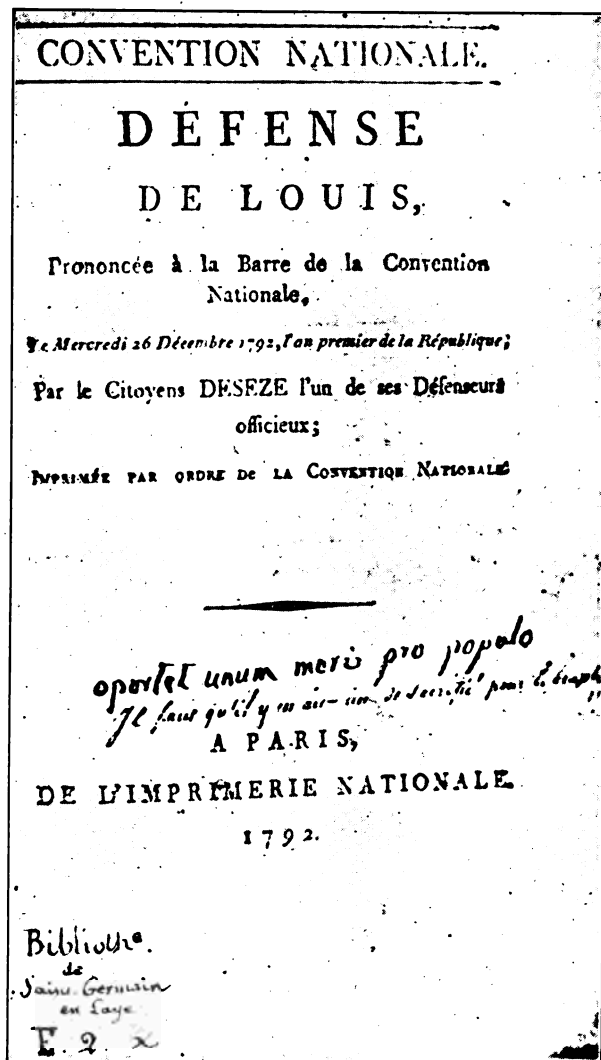 CONVENTION NATIONALE.
DÉFENSE
DE LOUIS,
Prononcée à la Barre de la Convention
Nationale,
Le Mercredi 26 Décembre 1792, l'an premier de la République;
Par le Citoyens DESEZE l'un de ses Défenseurs
officieux;
IMPRIMÉE PAR ORDRE DE LA CONVENTION NATIONALE.
oportet unum mori pro populo
Il faut qu'il y en ait un de sacrifié pour le peuple
A PARIS,
DE L'IMPRIMERIE NATIONALE.
1792.
Biblioth.
de
Saint Germain
en Laye
E. 2